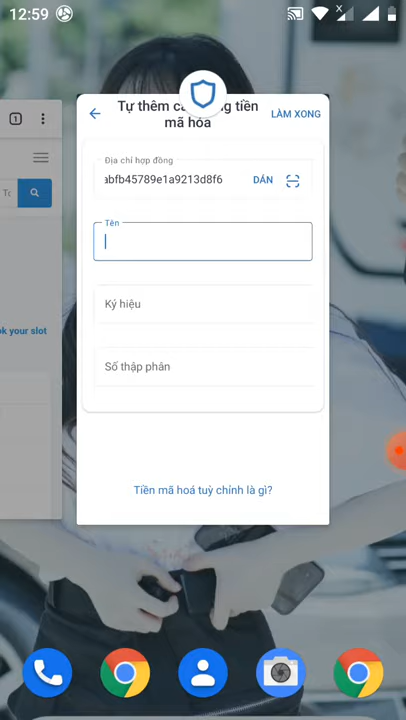 12:59
1
Tự thêm
tiền
mã hóa
LÀM XONG
Địa chỉ hợp đồng
abfb45789e1a9213d8f6
DÁN
Tên
ok your slot
Ký hiệu
Số thập phân
Tiền mã hoá tuỳ chỉnh là gì?